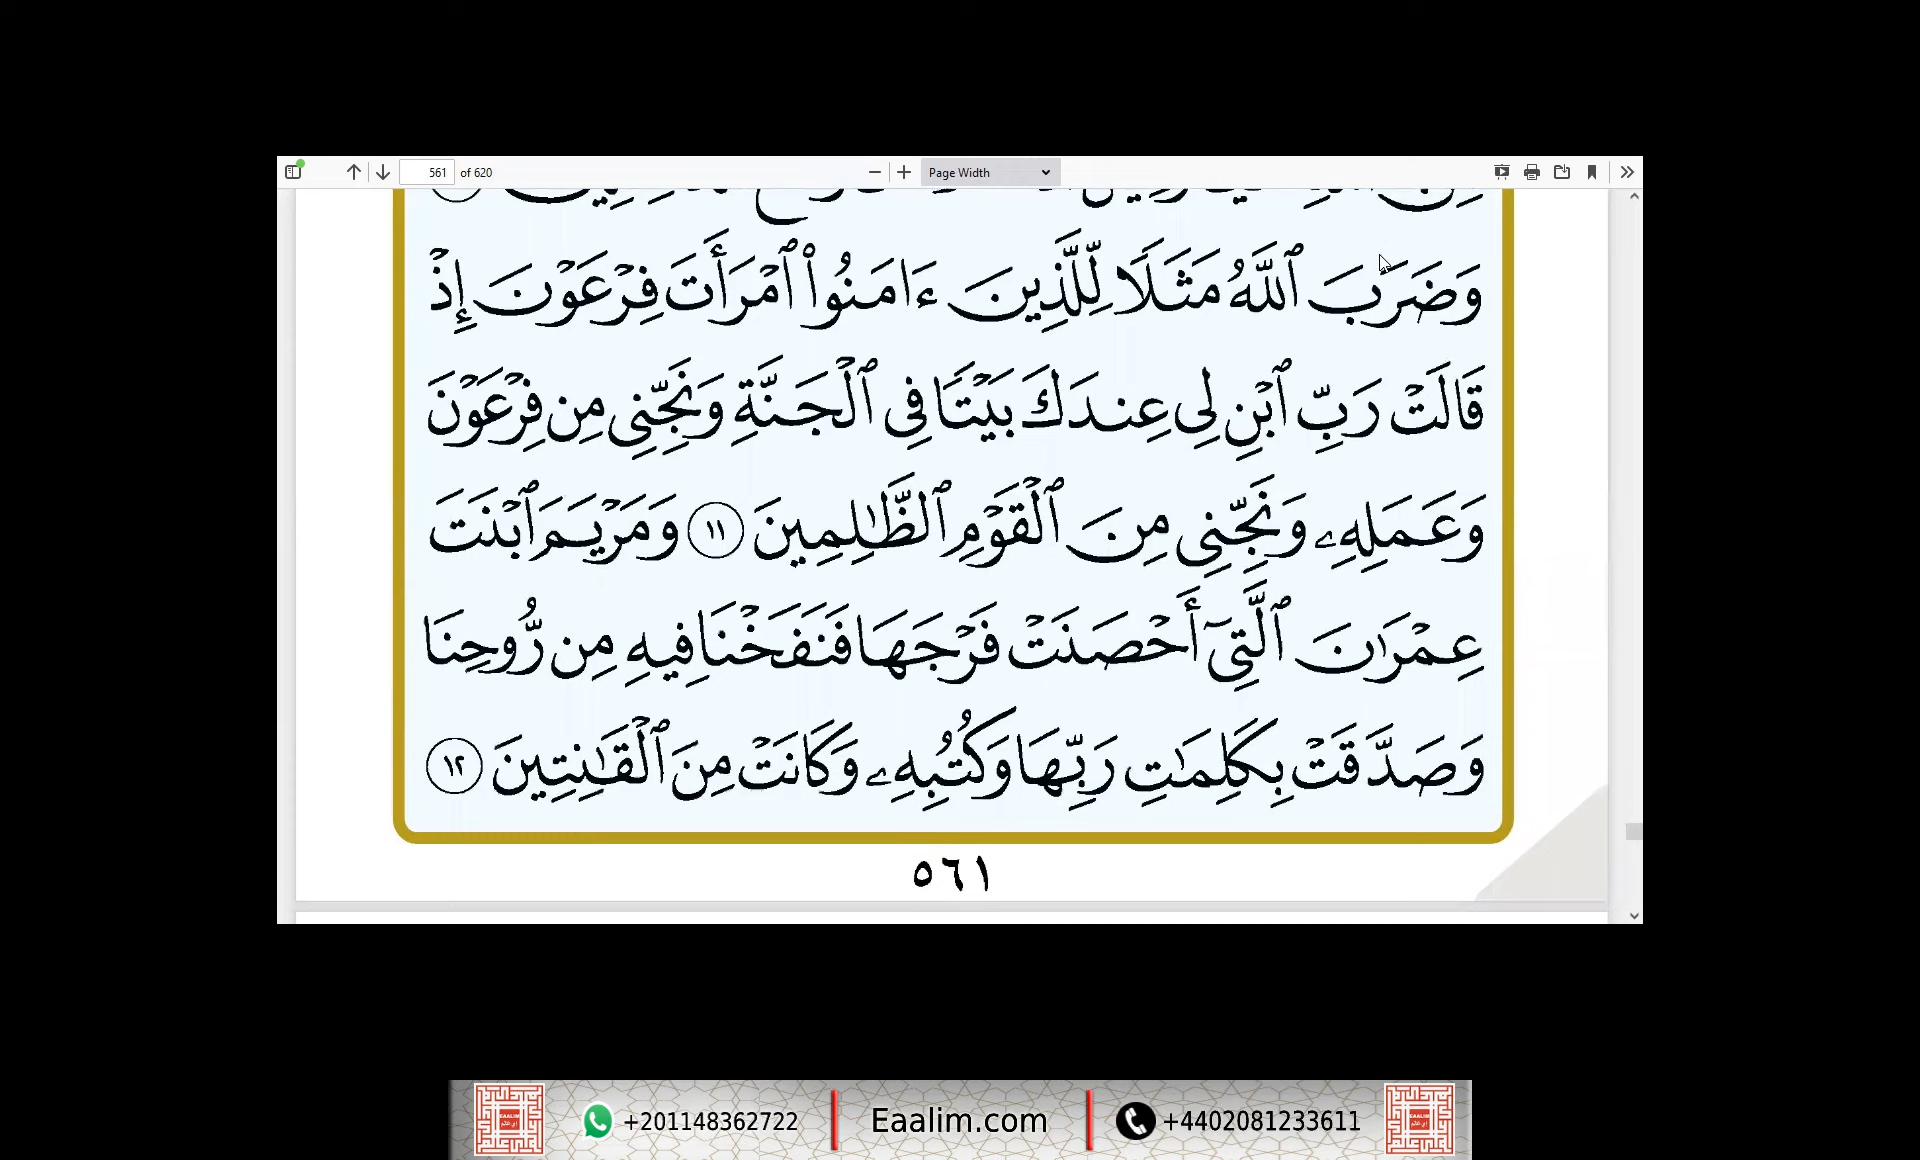 561 of 620 Page Width
وَضَرَبَ ٱللَّهُ مَثَلًا لِّلَّذِينَ ءَامَنُوا۟ ٱمْرَأَتَ فِرْعَوْنَ إِذْ
قَالَتْ رَبِّ ٱبْنِ لِى عِندَكَ بَيْتًا فِى ٱلْجَنَّةِ وَنَجِّنِى مِن فِرْعَوْنَ
وَعَمَلِهِۦ وَنَجِّنِى مِنَ ٱلْقَوْمِ ٱلظَّـٰلِمِينَ ١١ وَمَرْيَمَ ٱبْنَتَ
عِمْرَٰنَ ٱلَّتِىٓ أَحْصَنَتْ فَرْجَهَا فَنَفَخْنَا فِيهِ مِن رُّوحِنَا
وَصَدَّقَتْ بِكَلِمَـٰتِ رَبِّهَا وَكُتُبِهِۦ وَكَانَتْ مِنَ ٱلْقَـٰنِتِينَ ١٢
٥٦١
+201148362722 Eaalim.com +4402081233611